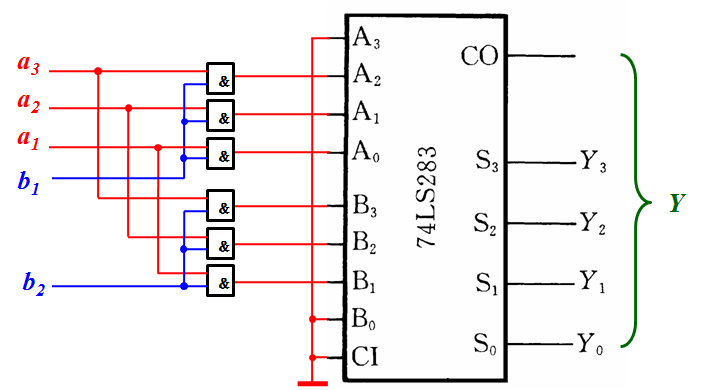 a3
a2
a1
b1
b2
&
&
&
&
&
&
A3
A2
A1
A0
B3
B2
B1
B0
CI
74LS283
CO
S3
S2
S1
S0
Y3
Y2
Y1
Y0
Y